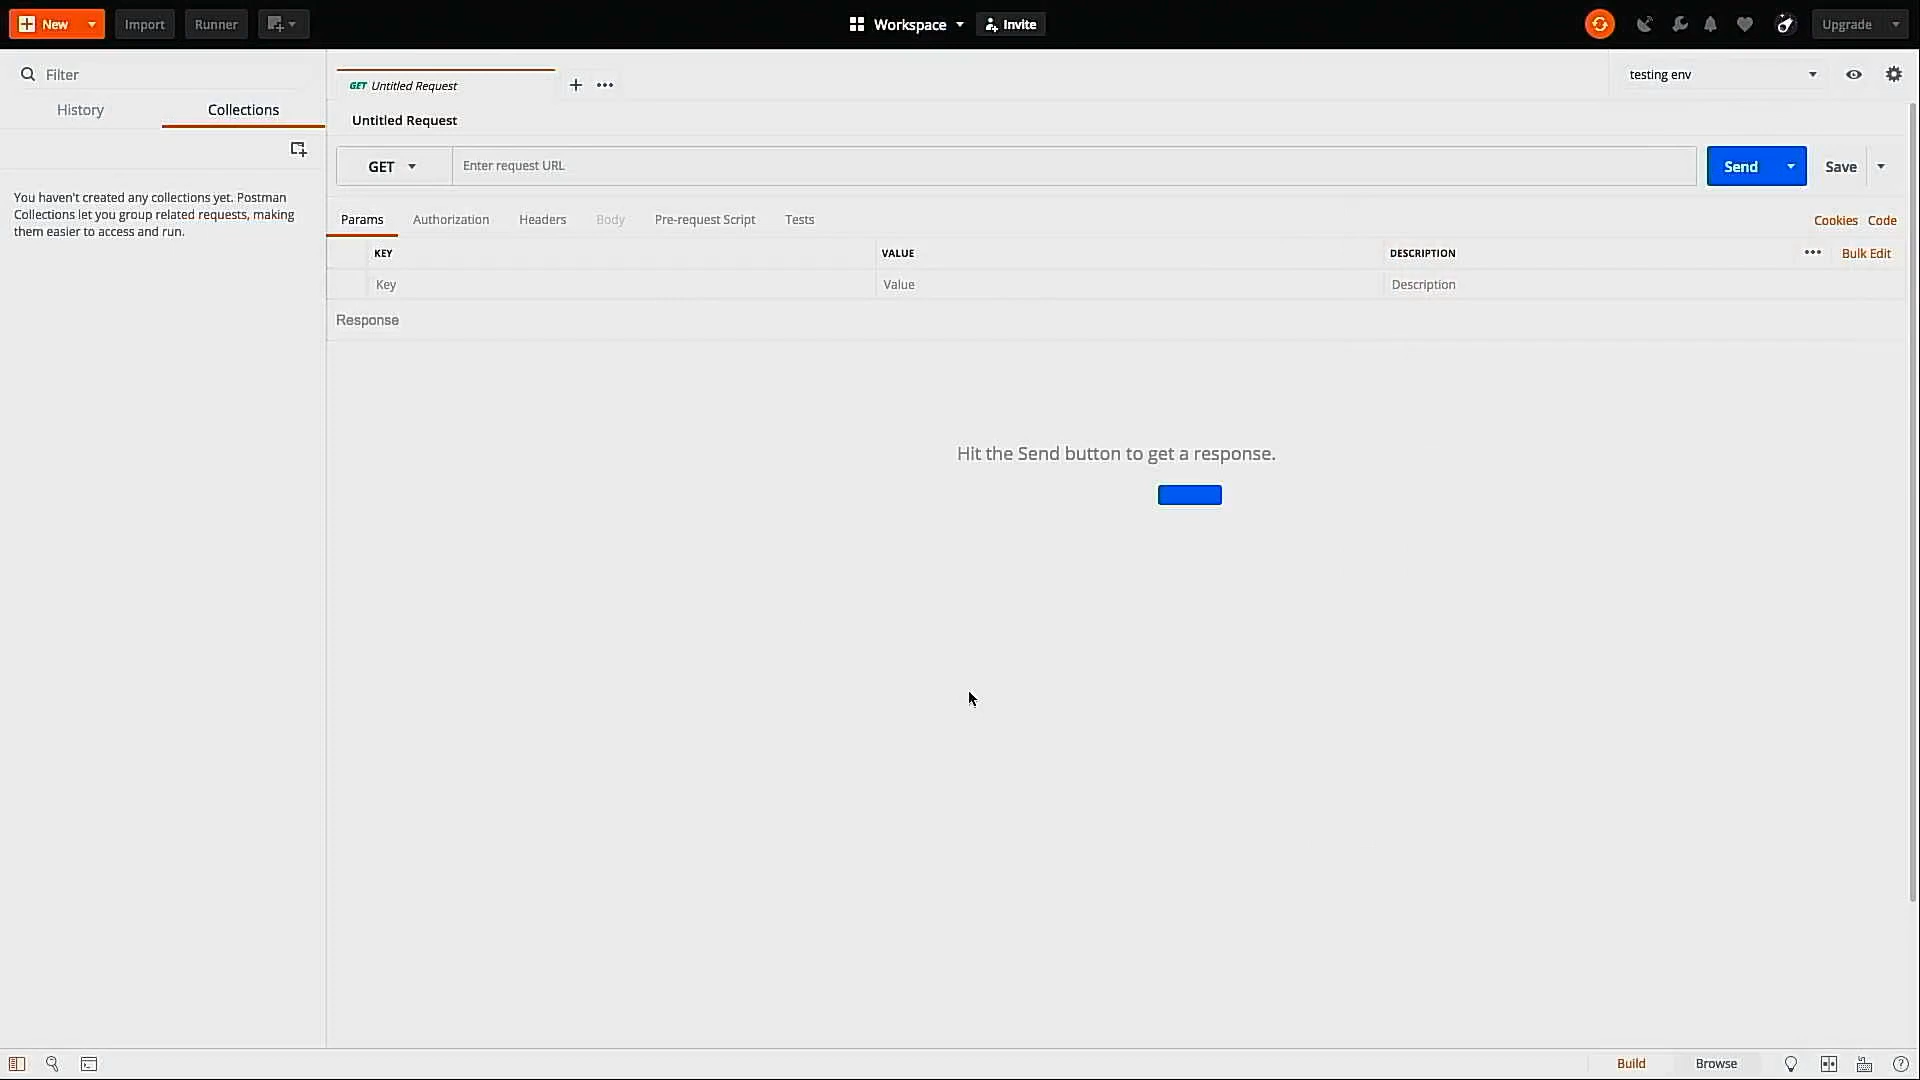 New
Import
Runner
Workspace
Invite
Upgrade
Filter
History
Collections
You haven't created any collections yet. Postman
Collections let you group related requests, making
them easier to access and run.
GET Untitled Request
testing env
Untitled Request
GET
Enter request URL
Send
Save
Params
Authorization
Headers
Body
Pre-request Script
Tests
Cookies
Code
KEY
VALUE
DESCRIPTION
Bulk Edit
Key
Value
Description
Response
Hit the Send button to get a response.
Build
Browse